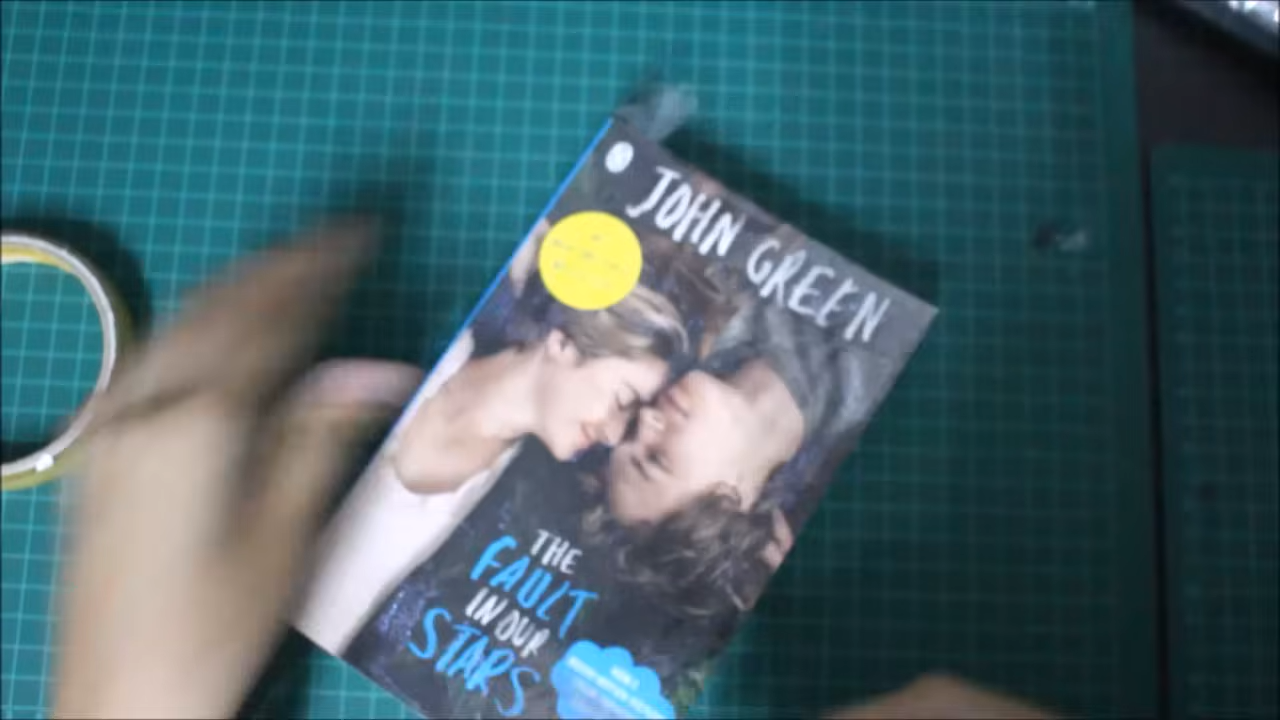 JOHN GREEN
THE
FAULT
IN OUR
STARS